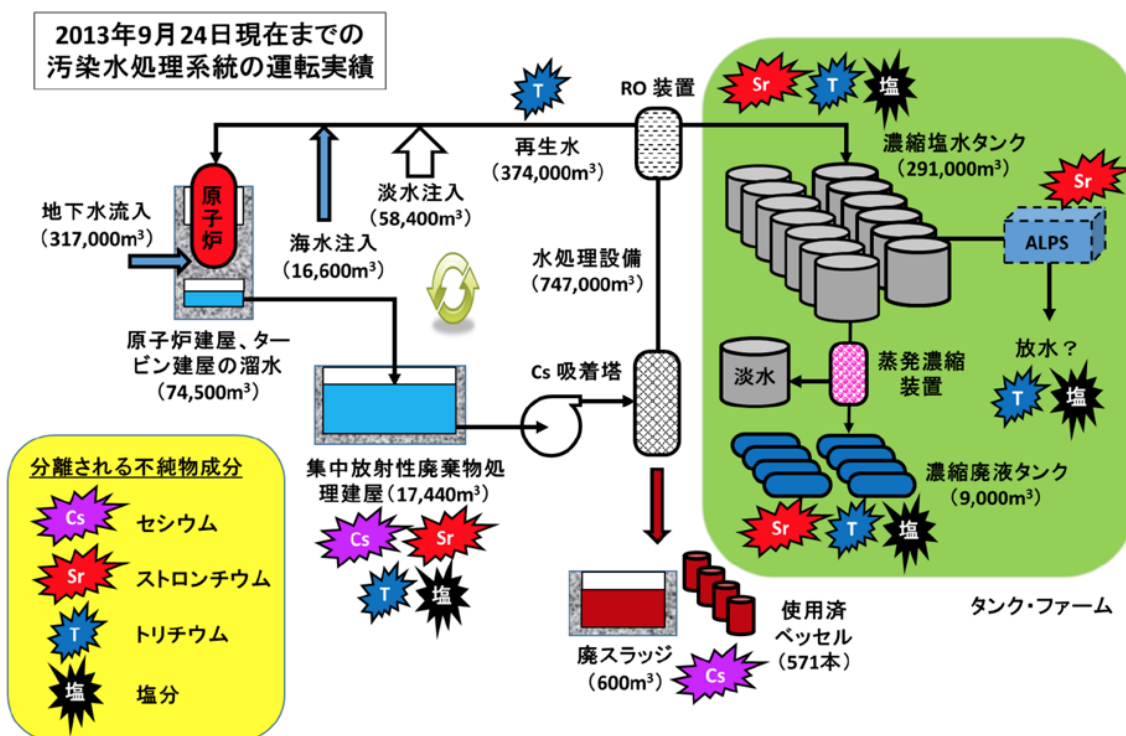 2013年9月24日現在までの
汚染水処理系統の運転実績
T
RO 装置
Sr
T
塩
再生水
(374,000m³)
濃縮塩水タンク
(291,000m³)
Sr
ALPS
原子炉
地下水流入
(317,000m³)
淡水注入
(58,400m³)
海水注入
(16,600m³)
水処理設備
(747,000m³)
原子炉建屋、ター
ビン建屋の溜水
(74,500m³)
Cs 吸着塔
淡水
蒸発濃縮
装置
放水?
T
塩
集中放射性廃棄物処
理建屋(17,440m³)
Cs
Sr
T
塩
濃縮廃液タンク
(9,000m³)
Sr
T
塩
分離される不純物成分
Cs
セシウム
Sr
ストロンチウム
T
トリチウム
塩
塩分
廃スラッジ
(600m³)
Cs
使用済
ベッセル
(571本)
タンク・ファーム